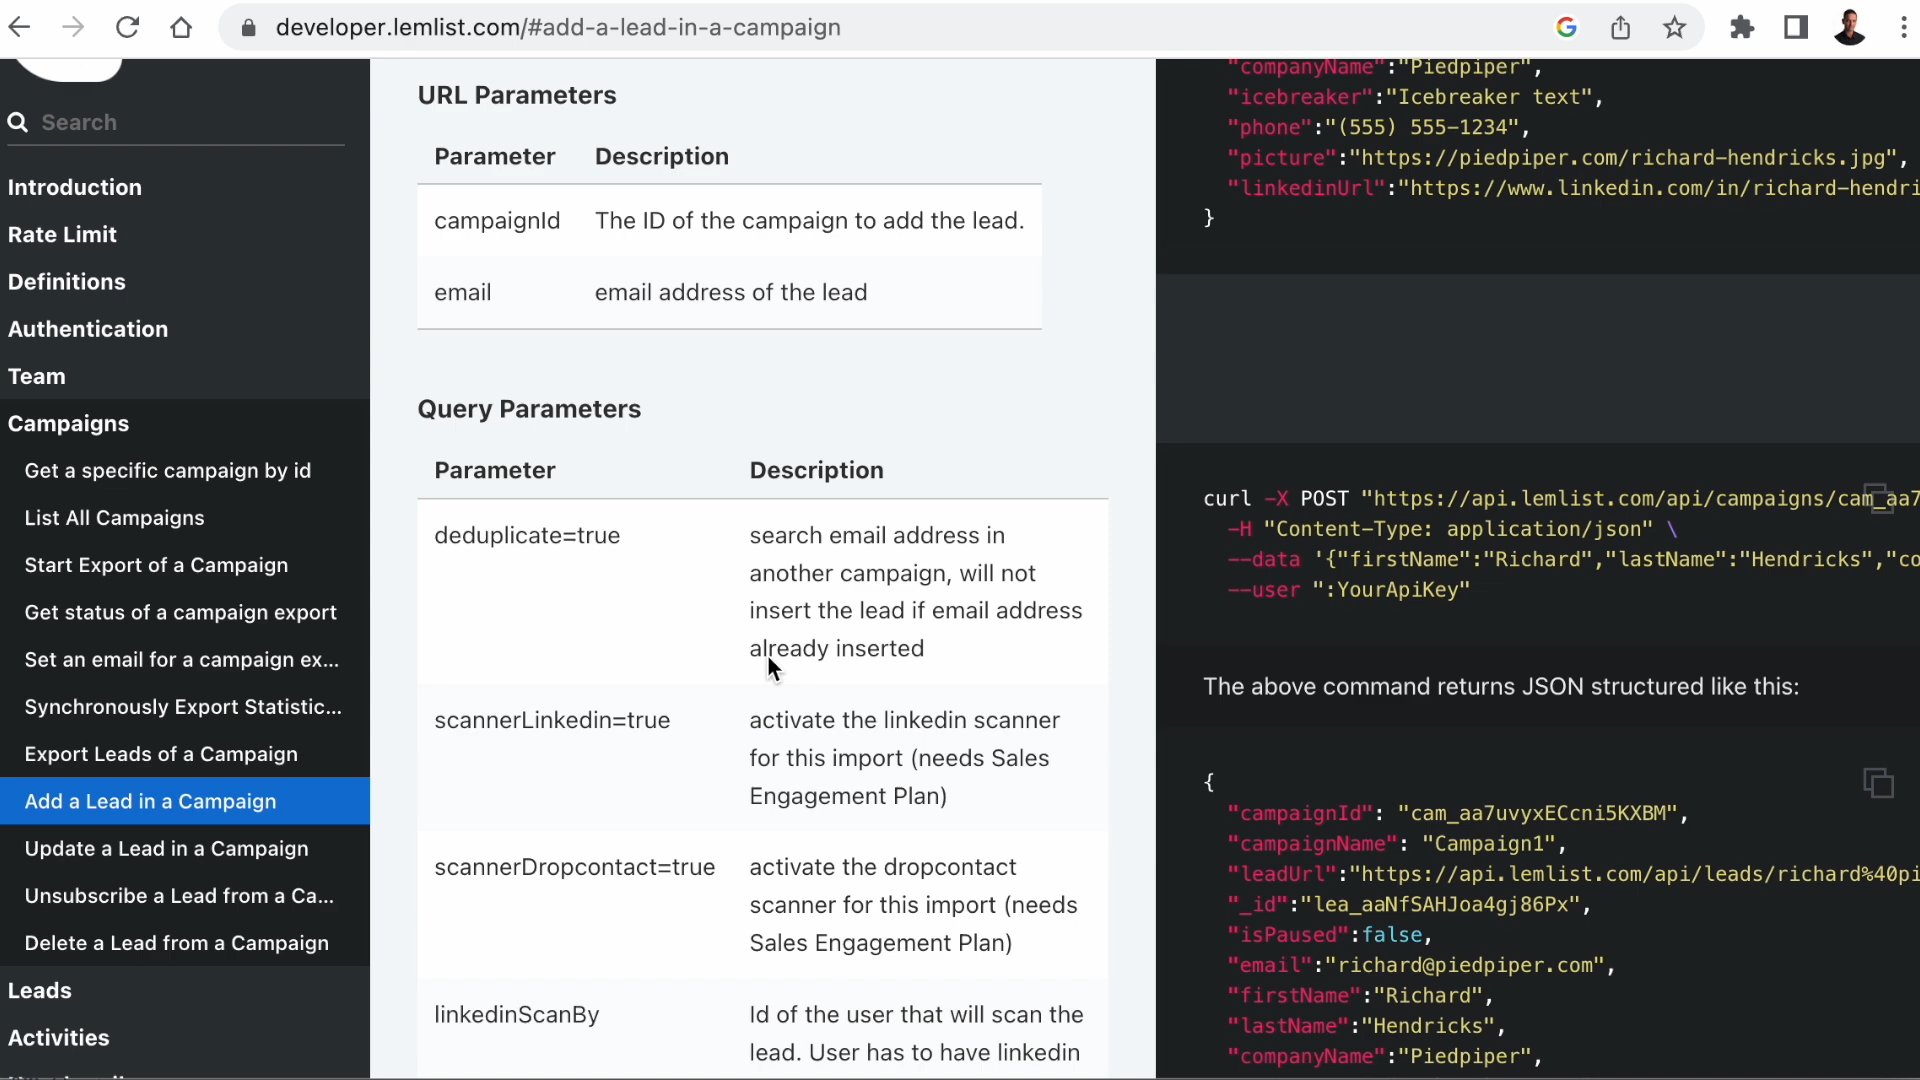 developer.lemlist.com/#add-a-lead-in-a-campaign
Search
Introduction
Rate Limit
Definitions
Authentication
Team
Campaigns
Get a specific campaign by id
List All Campaigns
Start Export of a Campaign
Get status of a campaign export
Set an email for a campaign ex...
Synchronously Export Statistic...
Export Leads of a Campaign
Add a Lead in a Campaign
Update a Lead in a Campaign
Unsubscribe a Lead from a Ca...
Delete a Lead from a Campaign
Leads
Activities
URL Parameters
Parameter Description
campaignId The ID of the campaign to add the lead.
email email address of the lead
Query Parameters
Parameter Description
deduplicate=true search email address in
another campaign, will not
insert the lead if email address
already inserted
scannerLinkedin=true activate the linkedin scanner
for this import (needs Sales
Engagement Plan)
scannerDropcontact=true activate the dropcontact
scanner for this import (needs
Sales Engagement Plan)
linkedinScanBy Id of the user that will scan the
lead. User has to have linkedin
"companyName":"Piedpiper",
"icebreaker":"Icebreaker text",
"phone":"(555) 555-1234",
"picture":"https://piedpiper.com/richard-hendricks.jpg",
"linkedinUrl":"https://www.linkedin.com/in/richard-hendri
}
curl -X POST "https://api.lemlist.com/api/campaigns/cam_aa7
-H "Content-Type: application/json" \
--data '{"firstName":"Richard","lastName":"Hendricks","co
--user ":YourApiKey"
The above command returns JSON structured like this:
{
"campaignId": "cam_aa7uvyxECcni5KXBM",
"campaignName": "Campaign1",
"leadUrl":"https://api.lemlist.com/api/leads/richard%40pi
"_id":"lea_aaNfSAHJoa4gj86Px",
"isPaused":false,
"email":"richard@piedpiper.com",
"firstName":"Richard",
"lastName":"Hendricks",
"companyName":"Piedpiper",